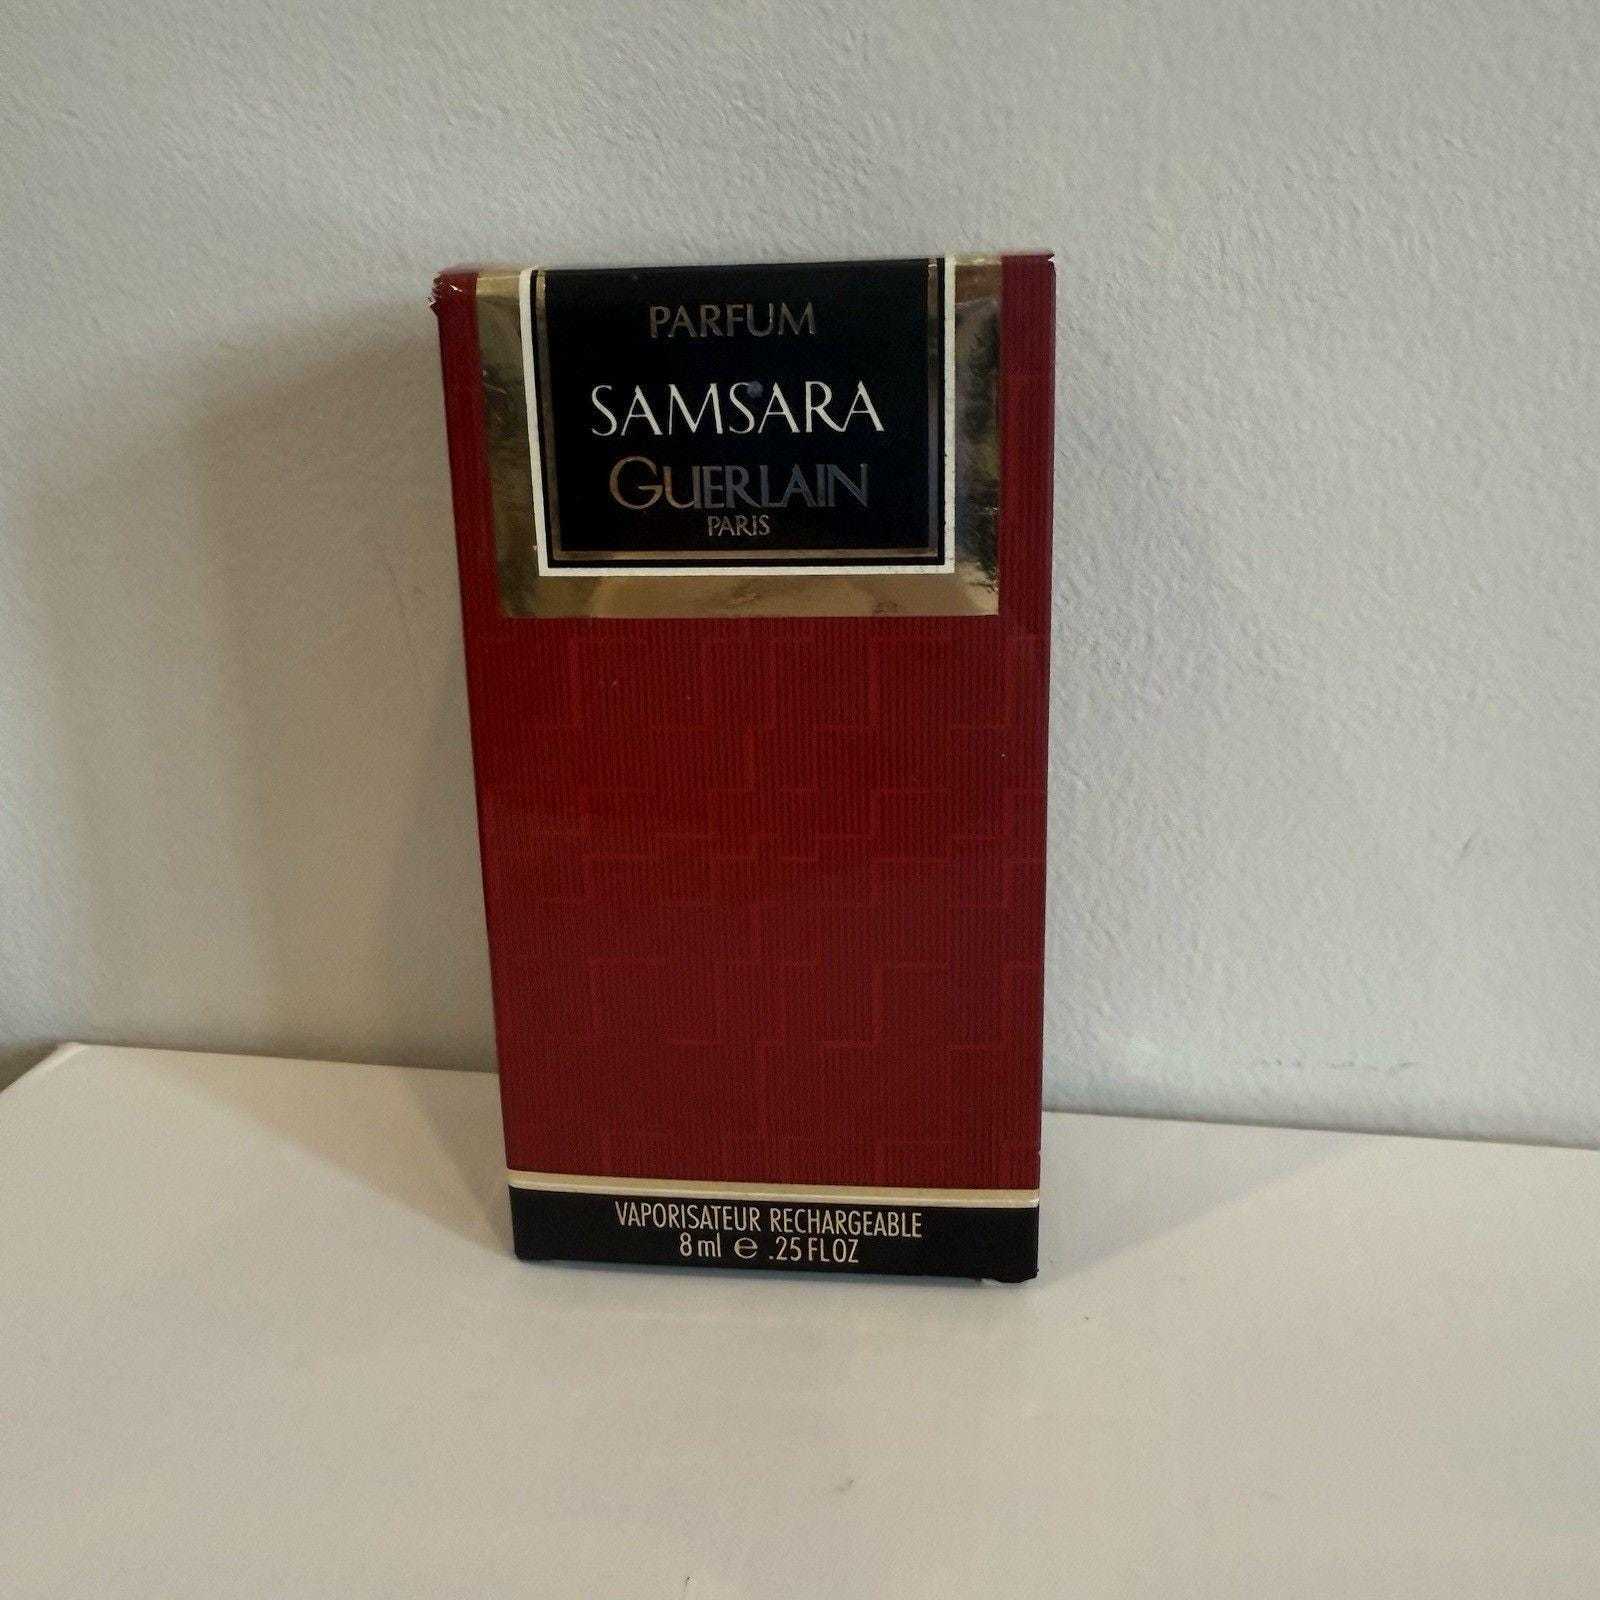 PARFUM
SAMSARA
GUERLAIN
PARIS
VAPORISATEUR RECHARGEABLE
8 ml ℮ .25 FL OZ